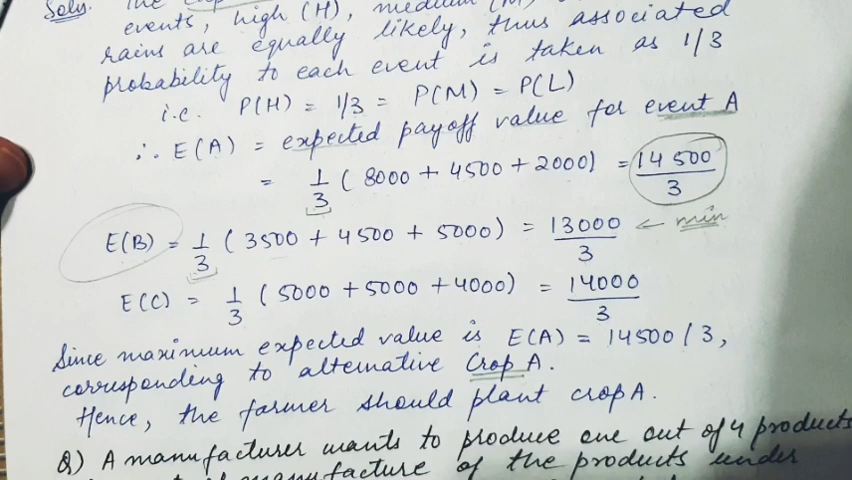 Soln. The
events, high (H), medium (M)
rains are equally likely, thus associated
probability to each event is taken as 1/3
i.e. P(H) = 1/3 = P(M) = P(L)
∴ E(A) = expected payoff value for event A
= 1/3 (8000 + 4500 + 2000) = 14500/3
E(B) = 1/3 (3500 + 4500 + 5000) = 13000/3 ← min
E(C) = 1/3 (5000 + 5000 + 4000) = 14000/3
Since maximum expected value is E(A) = 14500/3,
corresponding to alternative Crop A.
Hence, the farmer should plant crop A.
Q) A manufacturer wants to produce one out of 4 products
manufacture of the products under